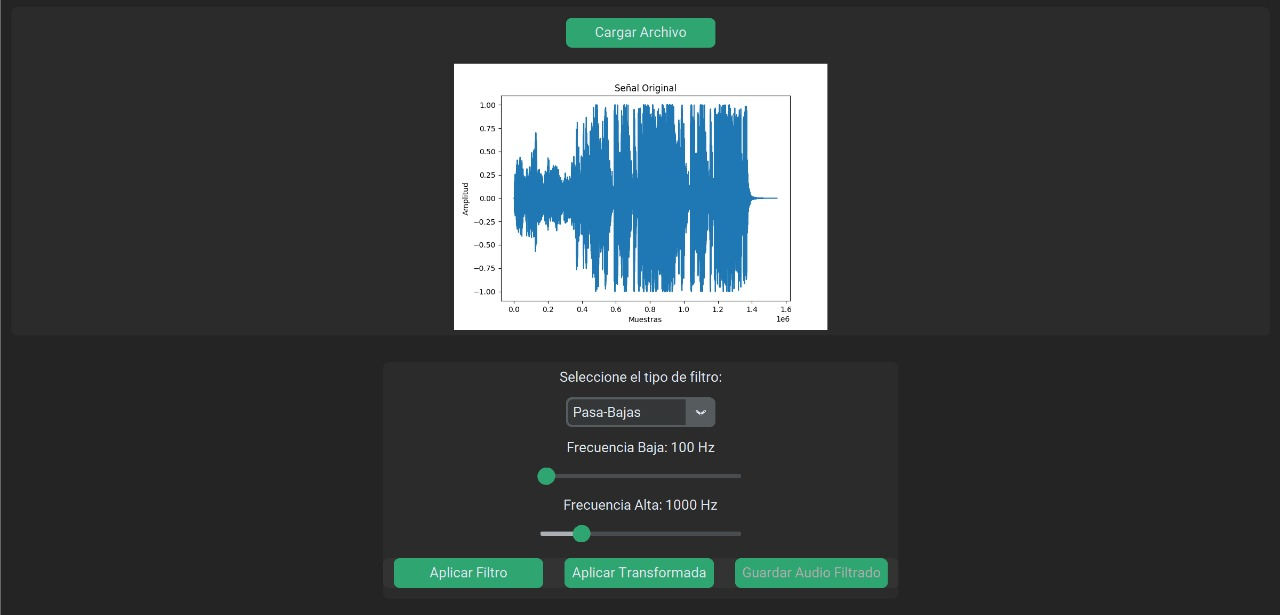 Cargar Archivo
Señal Original
1.00
0.75
0.50
0.25
0.00
−0.25
−0.50
−0.75
−1.00
Amplitud
0.0 0.2 0.4 0.6 0.8 1.0 1.2 1.4 1.6
Muestras
1e6
Seleccione el tipo de filtro:
Pasa-Bajas
Frecuencia Baja: 100 Hz
Frecuencia Alta: 1000 Hz
Aplicar Filtro Aplicar Transformada Guardar Audio Filtrado